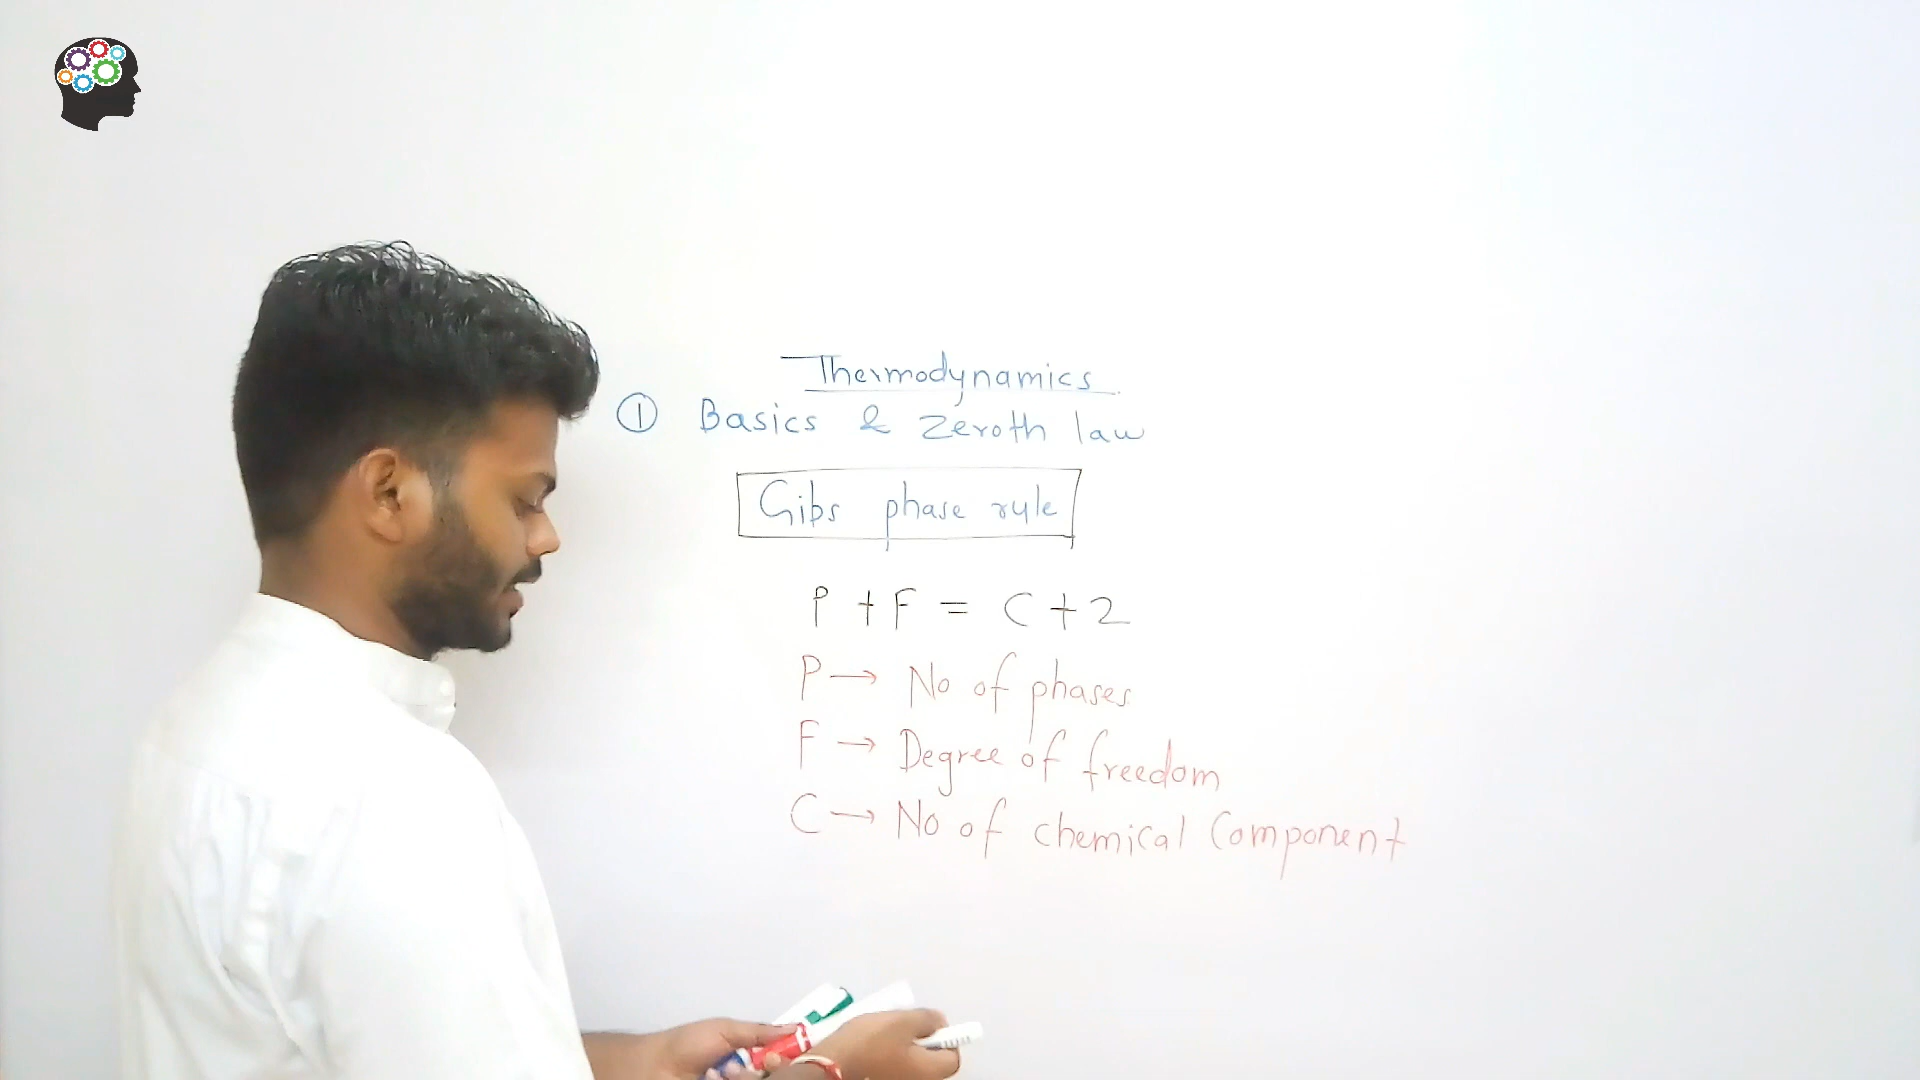 Thermodynamics
① Basics & Zeroth law
Gibs phase rule
P + F = C + 2
P → No of phases
F → Degree of freedom
C → No of chemical Component